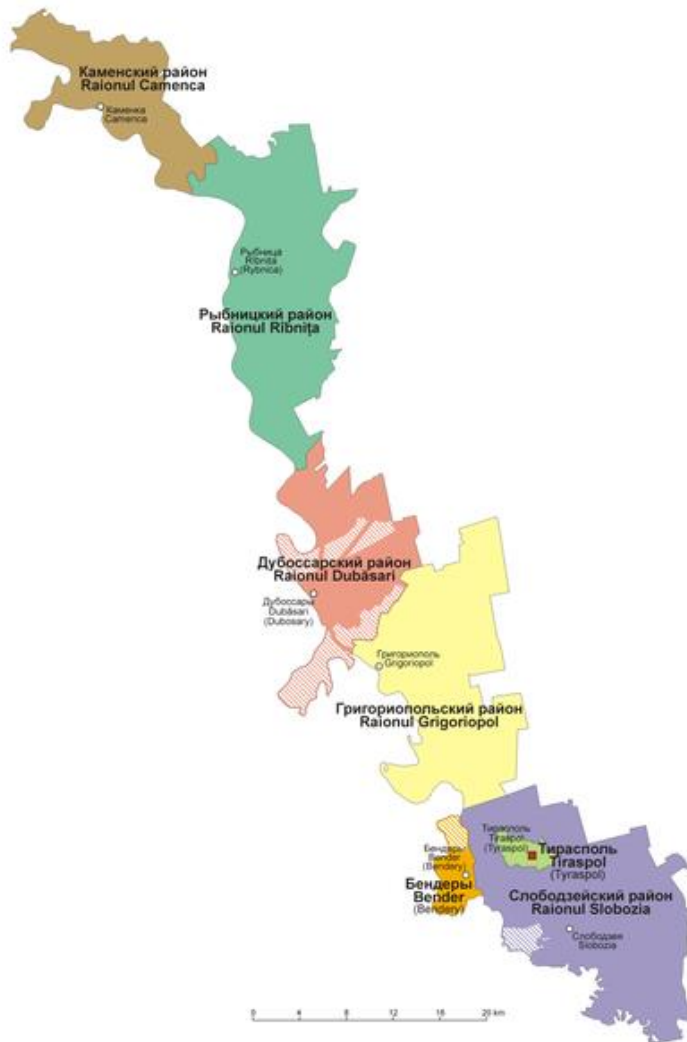 Каменский район
Raionul Camenca
Каменка
Camenca
Рыбница
Rîbnița
(Rybnica)
Рыбницкий район
Raionul Rîbnița
Дубоссарский район
Raionul Dubăsari
Дубоссары
Dubăsari
(Dubosary)
Григориополь
Grigoriopol
Григориопольский район
Raionul Grigoriopol
Тирасполь
Tiraspol
(Tyraspol)
Тирасполь
Tiraspol
(Tyraspol)
Бендеры
Bender
(Bendery)
Бендеры
Bender
(Bendery)
Слободзейский район
Raionul Slobozia
Слободзея
Slobozia
0 4 8 12 16 20 km